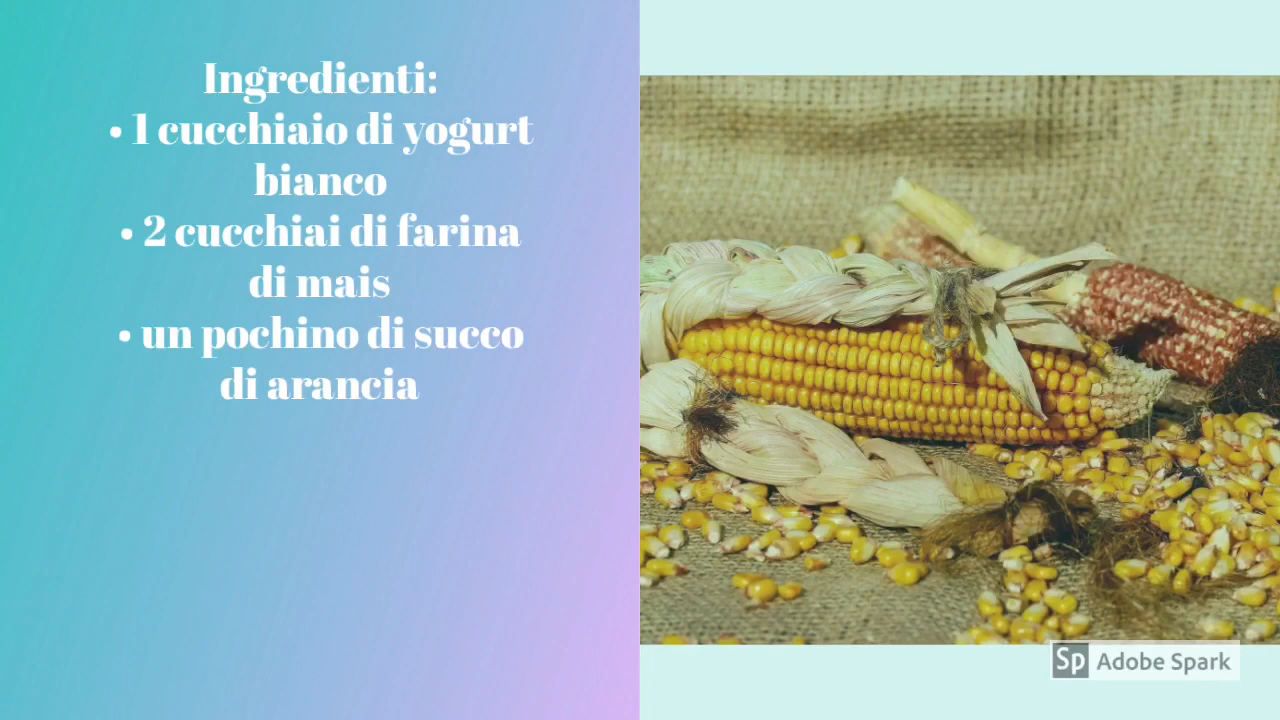 Ingredienti:
• 1 cucchiaio di yogurt
bianco
• 2 cucchiai di farina
di mais
• un pochino di succo
di arancia
Sp Adobe Spark